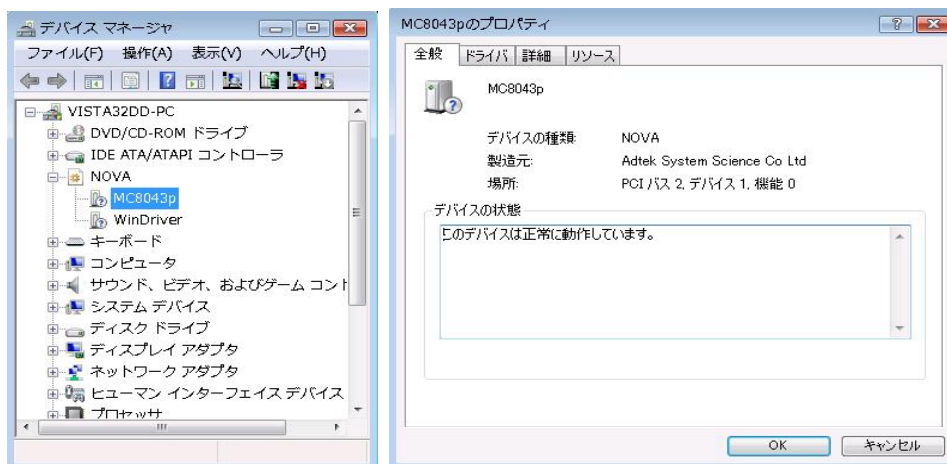 デバイス マネージャ
ファイル(F) 操作(A) 表示(V) ヘルプ(H)
VISTA32DD-PC
DVD/CD-ROM ドライブ
IDE ATA/ATAPI コントローラ
NOVA
MC8043p
WinDriver
キーボード
コンピュータ
サウンド、ビデオ、およびゲーム コント
システム デバイス
ディスク ドライブ
ディスプレイ アダプタ
ネットワーク アダプタ
ヒューマン インターフェイス デバイス
プロセッサ
MC8043pのプロパティ
全般 ドライバ 詳細 リソース
MC8043p
デバイスの種類: NOVA
製造元: Adtek System Science Co Ltd
場所: PCI バス 2, デバイス 1, 機能 0
デバイスの状態
このデバイスは正常に動作しています。
OK キャンセル